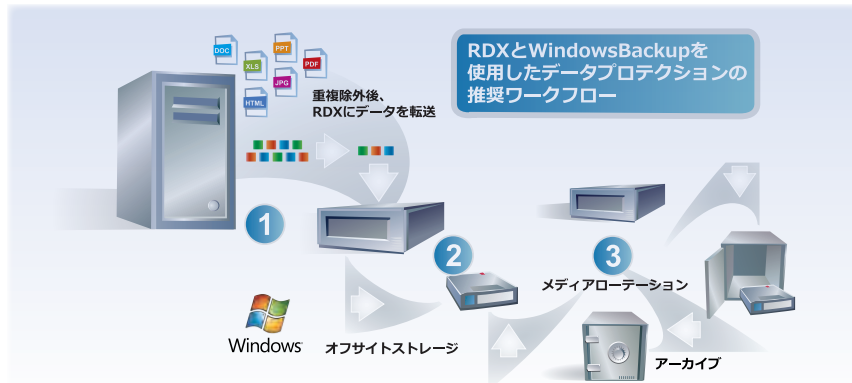 RDXとWindowsBackupを
使用したデータプロテクションの
推奨ワークフロー
DOC
PPT
XLS
PDF
JPG
HTML
重複除外後、
RDXにデータを転送
1
2
3
メディアローテーション
Windows
オフサイトストレージ
アーカイブ